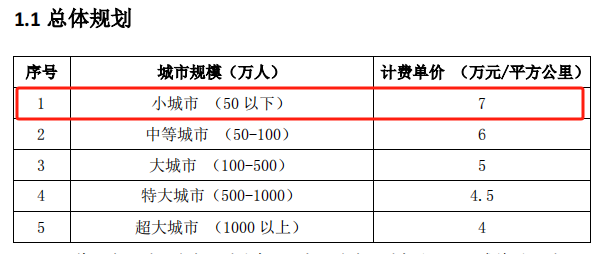 1.1 总体规划
序号 城市规模（万人） 计费单价 （万元/平方公里）
1 小城市 （50 以下） 7
2 中等城市 （50-100） 6
3 大城市 （100-500） 5
4 特大城市（500-1000） 4.5
5 超大城市 （1000 以上） 4